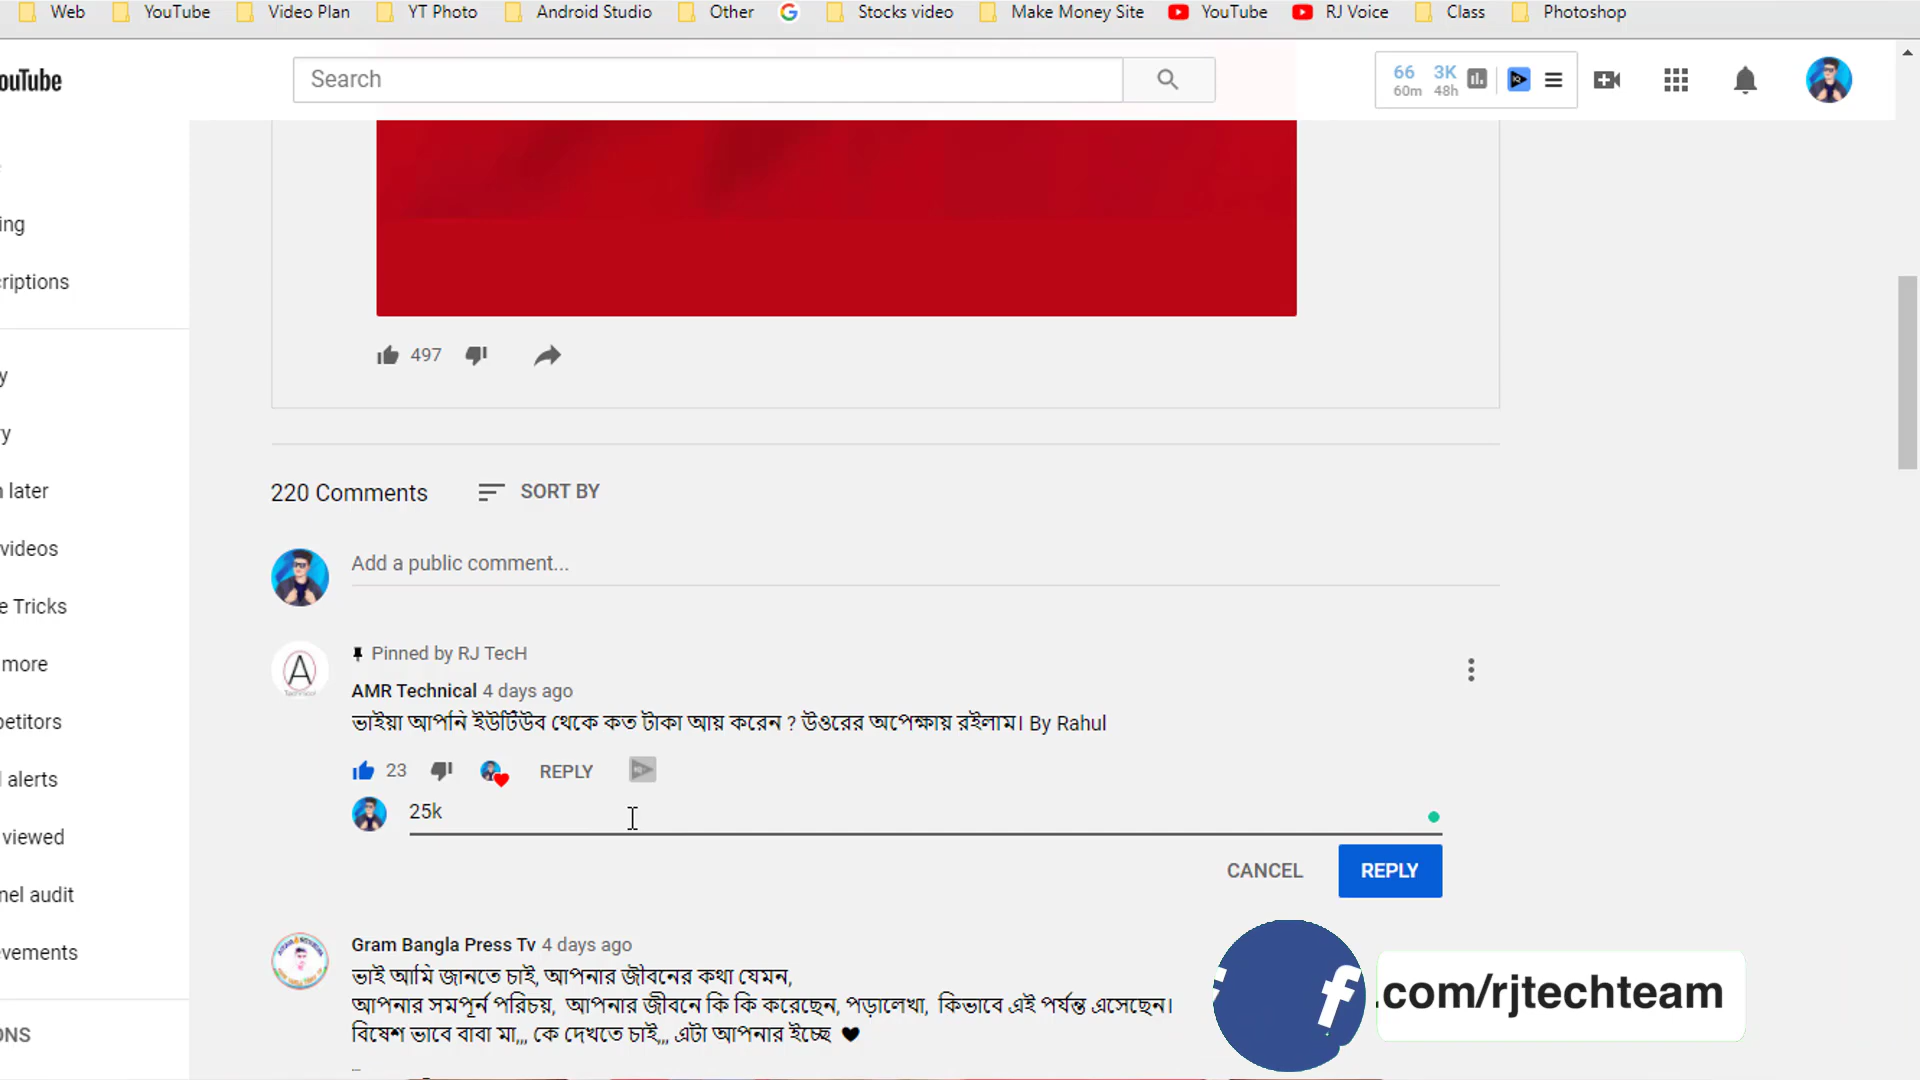 Web YouTube Video Plan YT Photo Android Studio Other Stocks video Make Money Site YouTube RJ Voice Class Photoshop
ouTube
Search
66 3K
60m 48h
ing
criptions
y
ry
497
n later
220 Comments SORT BY
videos
Add a public comment...
e Tricks
more
Pinned by RJ TecH
AMR Technical 4 days ago
petitors
ভাইয়া আপনি ইউটিউব থেকে কত টাকা আয় করেন ? উওরের অপেক্ষায় রইলাম। By Rahul
l alerts
23 REPLY
25k
viewed
CANCEL REPLY
nel audit
Gram Bangla Press Tv 4 days ago
evements
ভাই আমি জানতে চাই, আপনার জীবনের কথা যেমন,
আপনার সমপূর্ন পরিচয়, আপনার জীবনে কি কি করেছেন, পড়ালেখা, কিভাবে এই পর্যন্ত এসেছেন।
বিষেশ ভাবে বাবা মা,,, কে দেখতে চাই,,, এটা আপনার ইচ্ছে
.com/rjtechteam
ONS